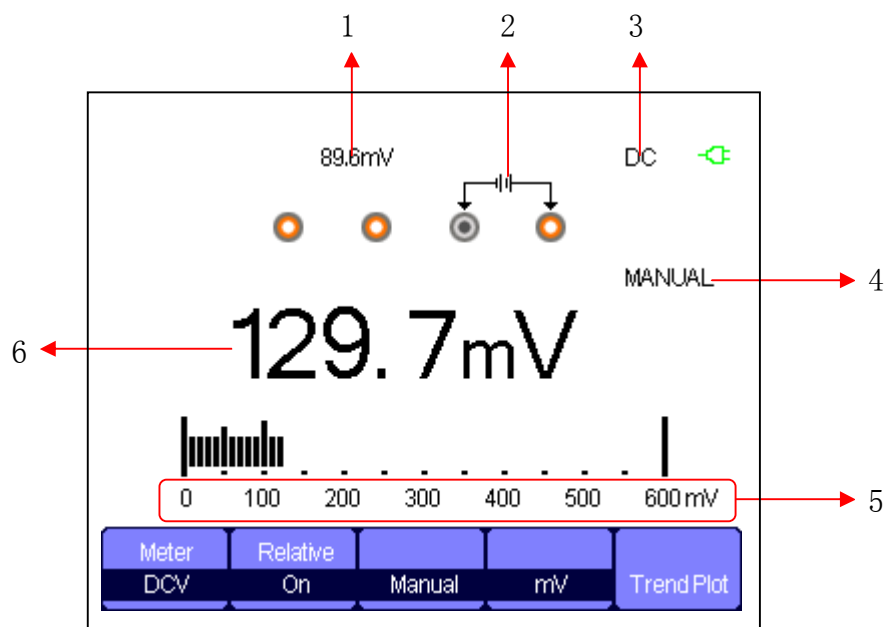 1 2 3
89.6mV DC
MANUAL 4
6 129.7mV
0 100 200 300 400 500 600 mV 5
Meter Relative
DCV On Manual mV Trend Plot